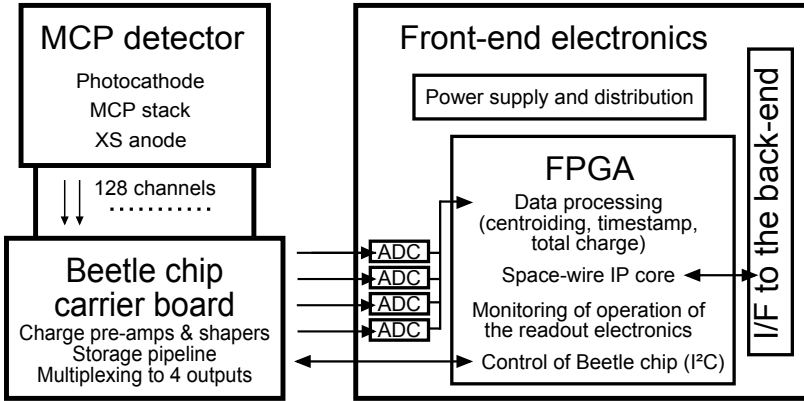 MCP detector
Photocathode
MCP stack
XS anode
128 channels
Beetle chip
carrier board
Charge pre-amps & shapers
Storage pipeline
Multiplexing to 4 outputs
Front-end electronics
Power supply and distribution
ADC
ADC
ADC
ADC
FPGA
Data processing
(centroiding, timestamp,
total charge)
Space-wire IP core
Monitoring of operation of
the readout electronics
Control of Beetle chip (I²C)
I/F to the back-end